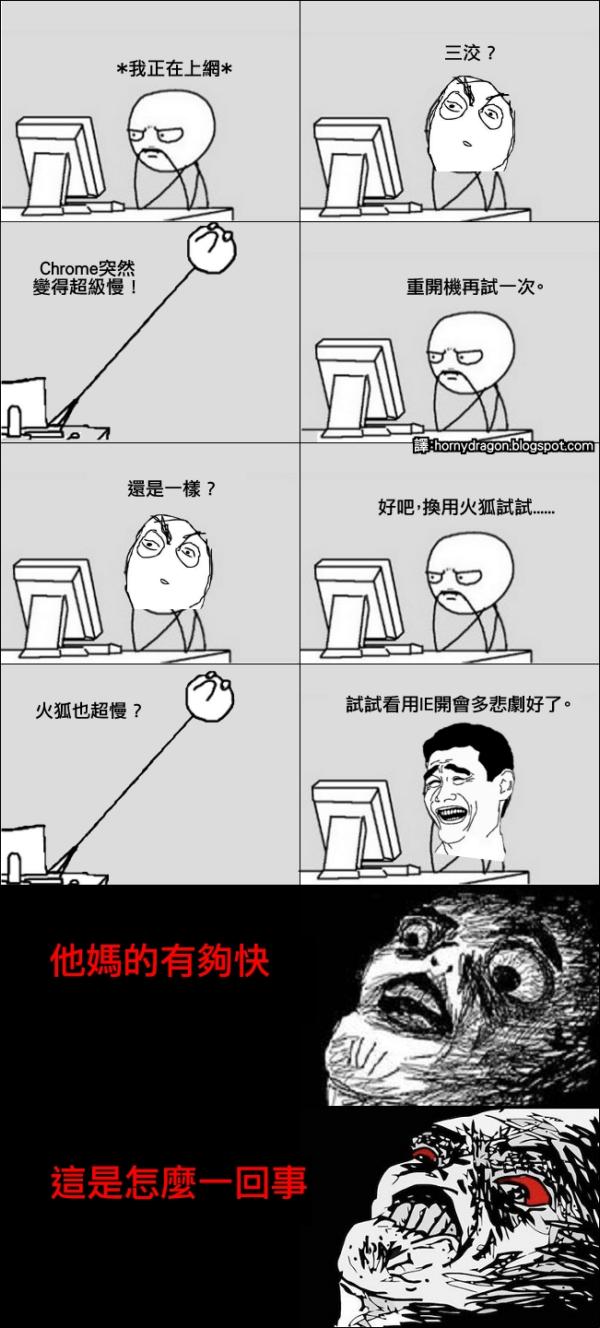 *我正在上網*
三洨？
Chrome突然
變得超級慢！
重開機再試一次。
譯:hornydragon.blogspot.com
還是一樣？
好吧,換用火狐試試......
火狐也超慢？
試試看用IE開會多悲劇好了。
他媽的有夠快
這是怎麼一回事